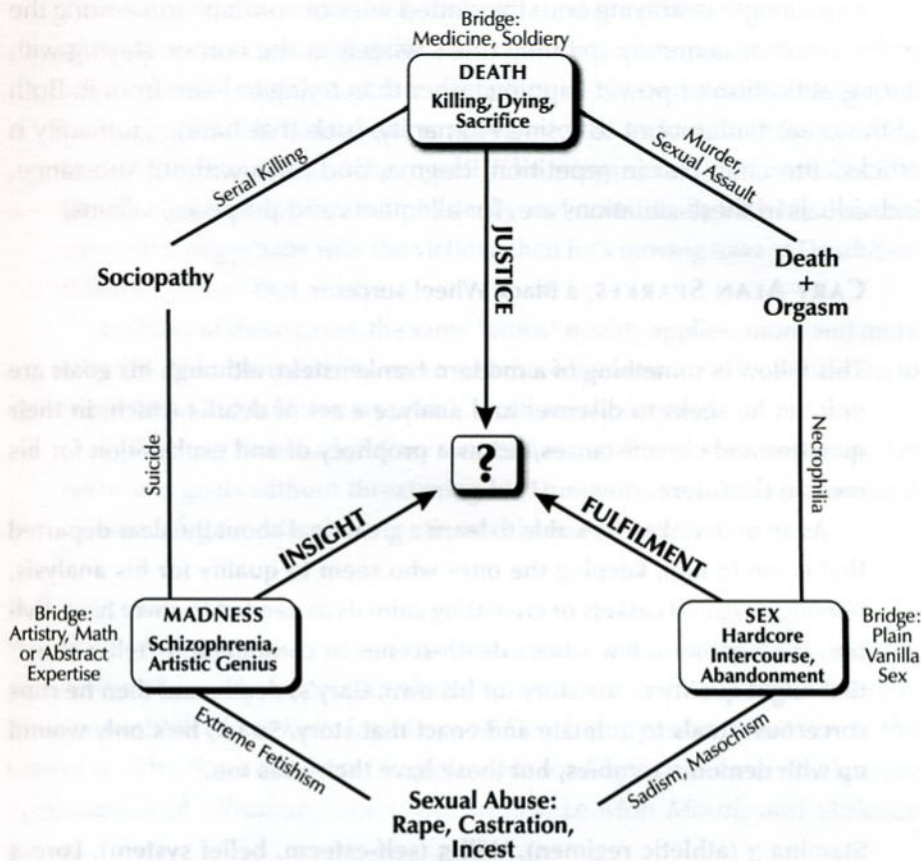 Bridge:
Medicine, Soldiery
DEATH
Killing, Dying,
Sacrifice
Serial Killing
Murder,
Sexual Assault
JUSTICE
Sociopathy
Death
+
Orgasm
Suicide
Necrophilia
?
INSIGHT
FULFILMENT
Bridge:
Artistry, Math
or Abstract
Expertise
MADNESS
Schizophrenia,
Artistic Genius
SEX
Hardcore
Intercourse,
Abandonment
Bridge:
Plain
Vanilla
Sex
Extreme Fetishism
Sadism, Masochism
Sexual Abuse:
Rape, Castration,
Incest